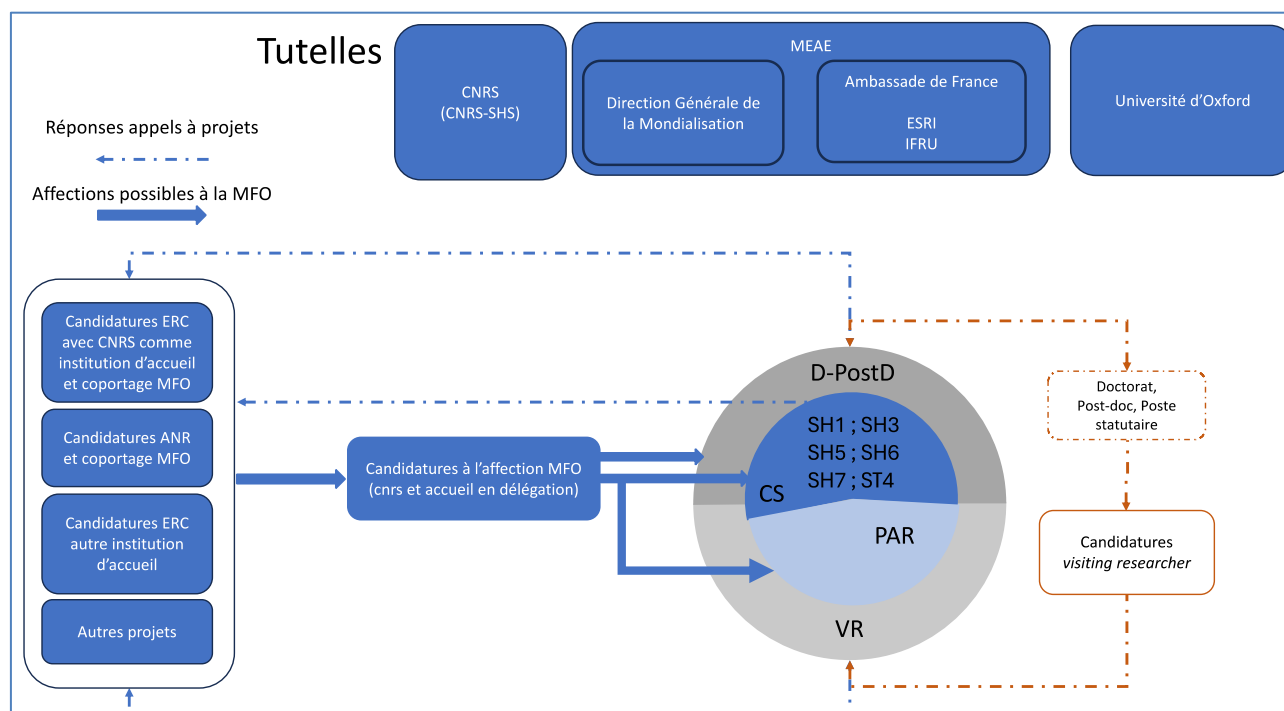 Tutelles
CNRS
(CNRS-SHS)
MEAE
Direction Générale de
la Mondialisation
Ambassade de France
ESRI
IFRU
Université d'Oxford
Réponses appels à projets
Affections possibles à la MFO
Candidatures ERC
avec CNRS comme
institution d'accueil
et coportage MFO
Candidatures ANR
et coportage MFO
Candidatures ERC
autre institution
d'accueil
Autres projets
Candidatures à l'affection MFO
(cnrs et accueil en délégation)
D-PostD
SH1 ; SH3
SH5 ; SH6
SH7 ; ST4
CS
PAR
VR
Doctorat,
Post-doc, Poste
statutaire
Candidatures
visiting researcher